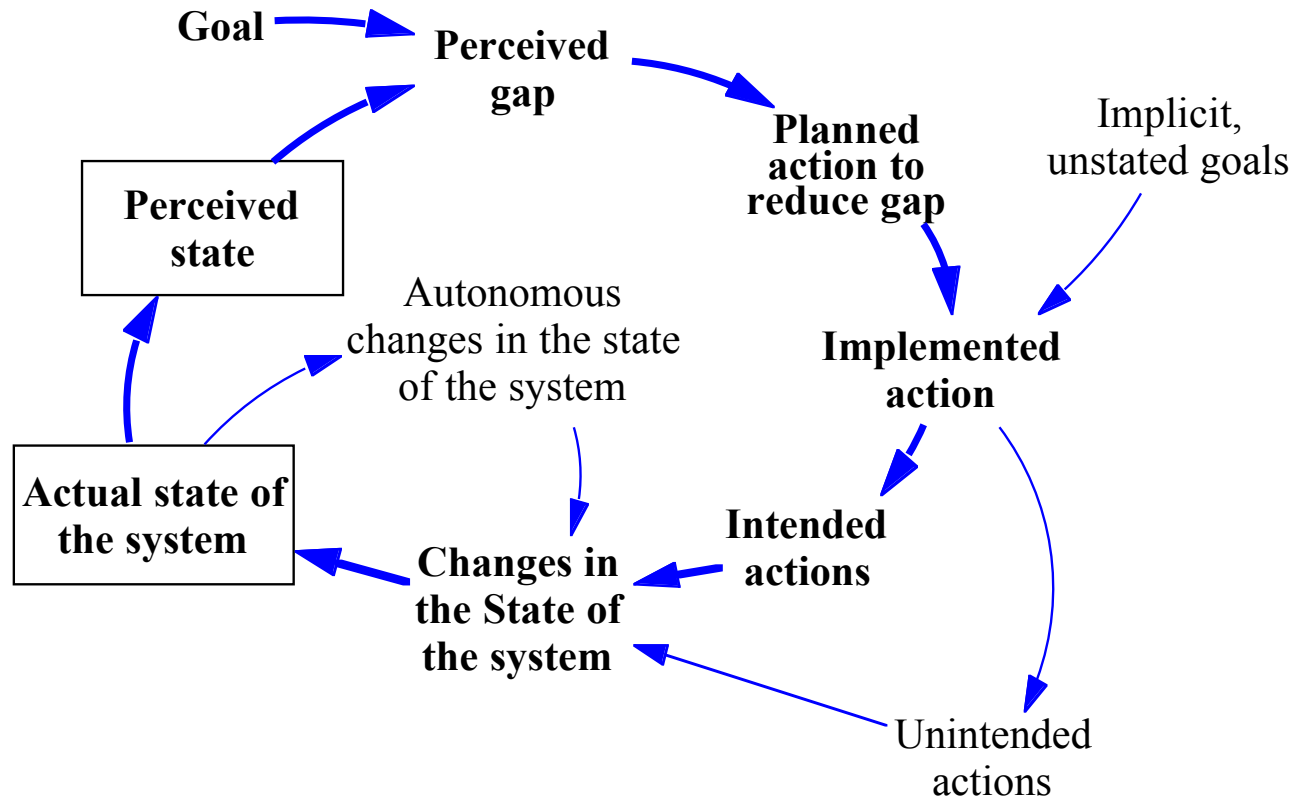 Goal
Perceived
gap
Planned
action to
reduce gap
Implicit,
unstated goals
Perceived
state
Autonomous
changes in the state
of the system
Implemented
action
Actual state of
the system
Intended
actions
Changes in
the State of
the system
Unintended
actions